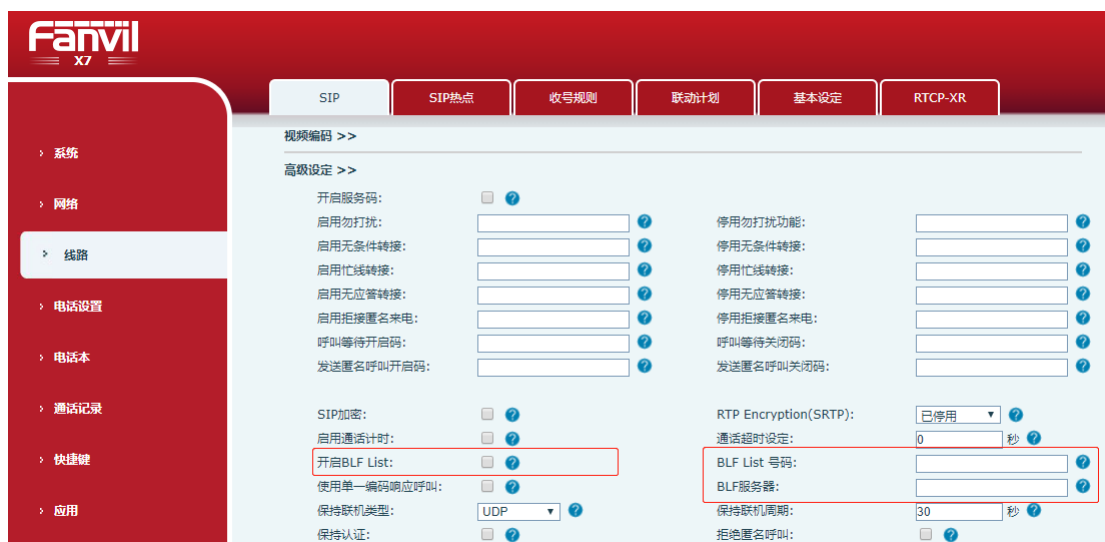 Fanvil
X7
SIP SIP热点 收号规则 联动计划 基本设定 RTCP-XR
系统
网络
线路
电话设置
电话本
通话记录
快捷键
应用
视频编码 >>
高级设定 >>
开启服务码:
启用勿打扰: 停用勿打扰功能:
启用无条件转接: 停用无条件转接:
启用忙线转接: 停用忙线转接:
启用无应答转接: 停用无应答转接:
启用拒接匿名来电: 停用拒接匿名来电:
呼叫等待开启码: 呼叫等待关闭码:
发送匿名呼叫开启码: 发送匿名呼叫关闭码:
SIP加密: RTP Encryption(SRTP): 已停用
启用通话计时: 通话超时设定: 0 秒
开启BLF List: BLF List 号码:
使用单一编码响应呼叫: BLF服务器:
保持联机类型: UDP 保持联机周期: 30 秒
保持认证: 拒绝匿名呼叫: